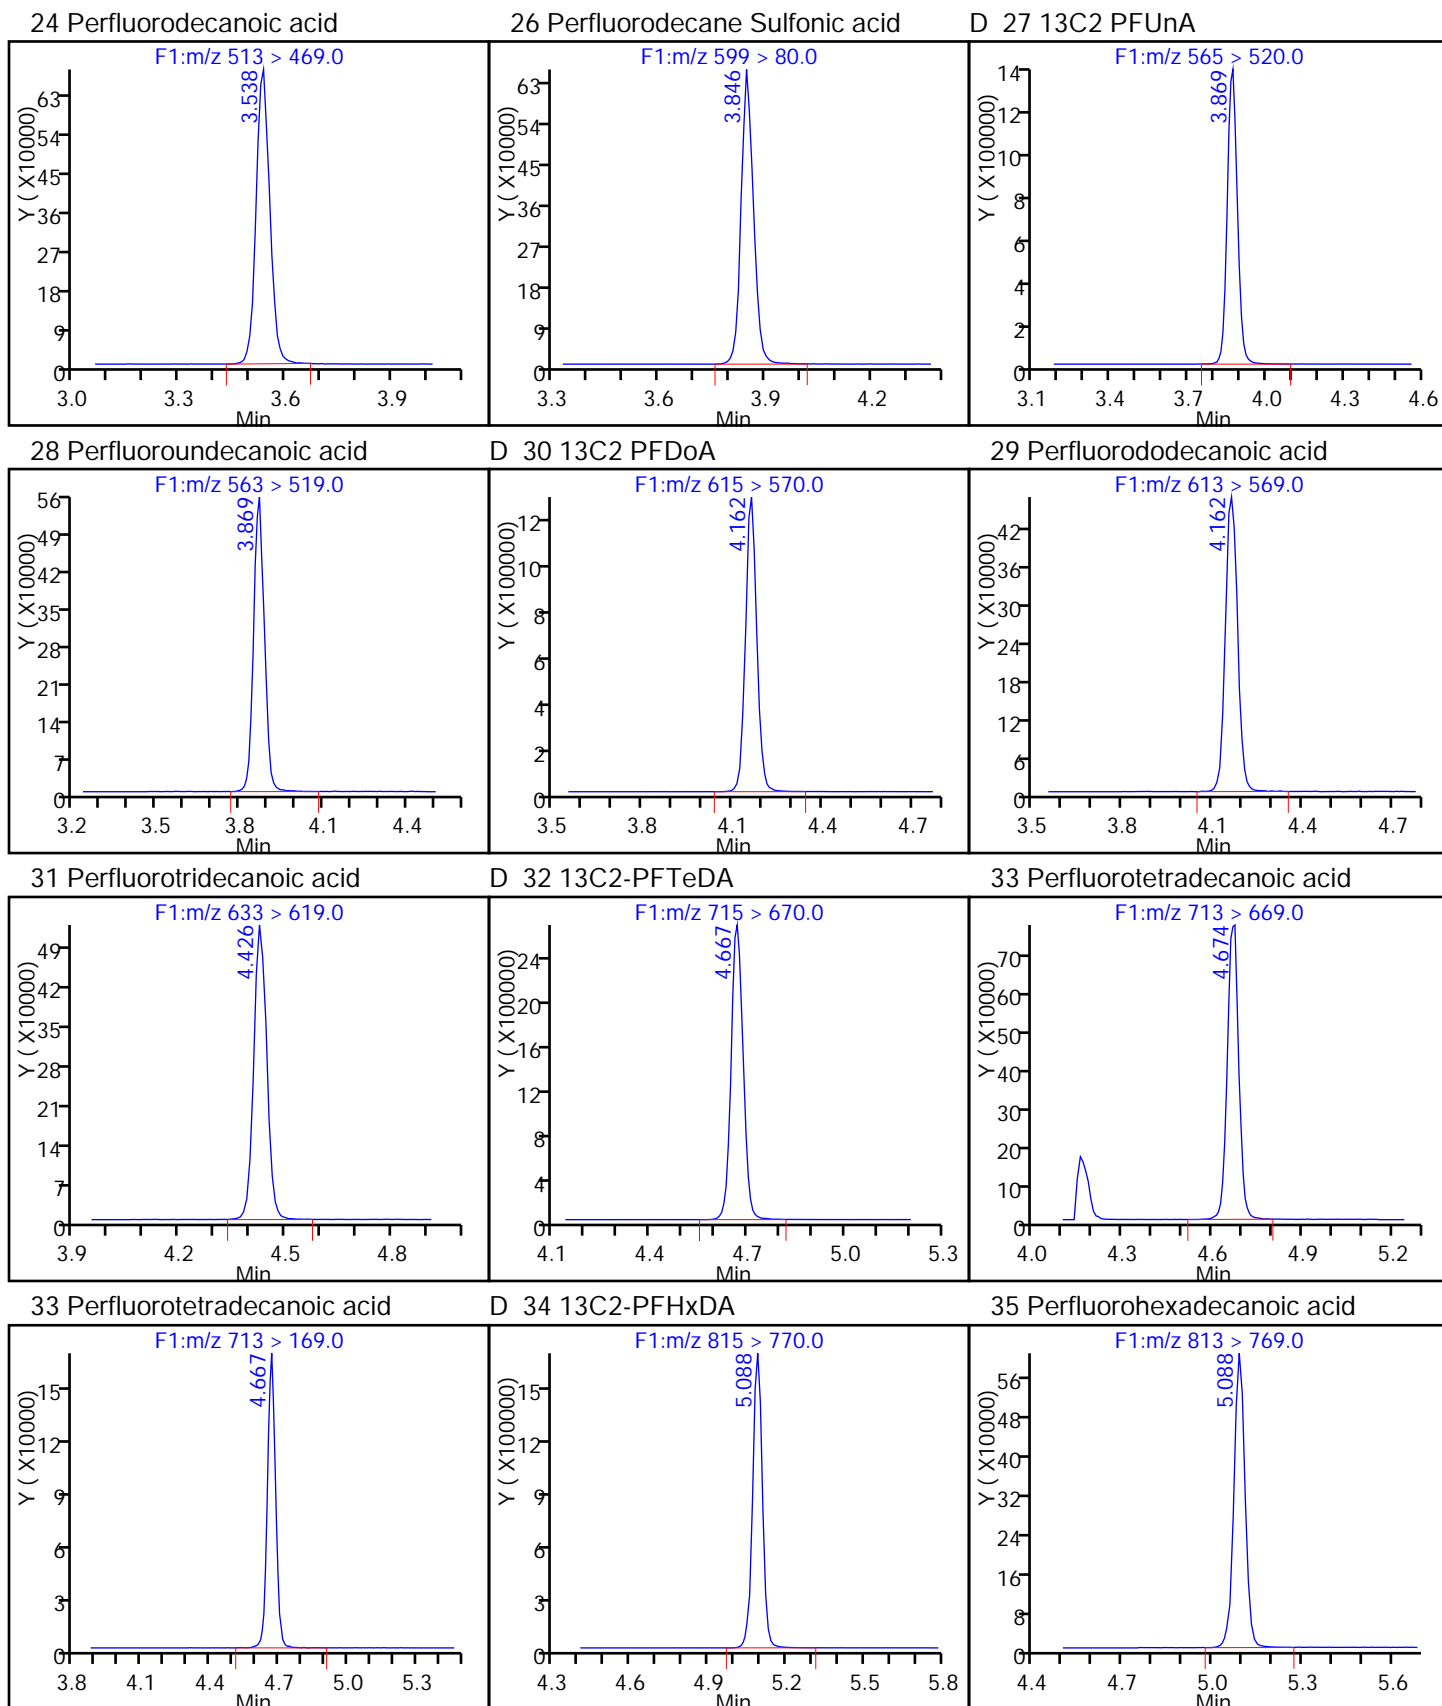 24 Perfluorodecanoic acid
F1:m/z 513 > 469.0
3.538
Y ( X10000)
63
54
45
36
27
18
9
0
3.0 3.3 3.6 3.9
Min
26 Perfluorodecane Sulfonic acid
F1:m/z 599 > 80.0
3.846
Y ( X10000)
63
54
45
36
27
18
9
0
3.3 3.6 3.9 4.2
Min
D 27 13C2 PFUnA
F1:m/z 565 > 520.0
3.869
Y ( X100000)
14
12
10
8
6
4
2
0
3.1 3.4 3.7 4.0 4.3 4.6
Min
28 Perfluoroundecanoic acid
F1:m/z 563 > 519.0
3.869
Y ( X10000)
56
49
42
35
28
21
14
7
0
3.2 3.5 3.8 4.1 4.4
Min
D 30 13C2 PFDoA
F1:m/z 615 > 570.0
4.162
Y ( X100000)
12
10
8
6
4
2
0
3.5 3.8 4.1 4.4 4.7
Min
29 Perfluorododecanoic acid
F1:m/z 613 > 569.0
4.162
Y ( X10000)
42
36
30
24
18
12
6
0
3.5 3.8 4.1 4.4 4.7
Min
31 Perfluorotridecanoic acid
F1:m/z 633 > 619.0
4.426
Y ( X10000)
49
42
35
28
21
14
7
0
3.9 4.2 4.5 4.8
Min
D 32 13C2-PFTeDA
F1:m/z 715 > 670.0
4.667
Y ( X100000)
24
20
16
12
8
4
0
4.1 4.4 4.7 5.0 5.3
Min
33 Perfluorotetradecanoic acid
F1:m/z 713 > 669.0
4.674
Y ( X10000)
70
60
50
40
30
20
10
0
4.0 4.3 4.6 4.9 5.2
Min
33 Perfluorotetradecanoic acid
F1:m/z 713 > 169.0
4.667
Y ( X10000)
15
12
9
6
3
0
3.8 4.1 4.4 4.7 5.0 5.3
Min
D 34 13C2-PFHxDA
F1:m/z 815 > 770.0
5.088
Y ( X100000)
15
12
9
6
3
0
4.3 4.6 4.9 5.2 5.5 5.8
Min
35 Perfluorohexadecanoic acid
F1:m/z 813 > 769.0
5.088
Y ( X10000)
56
48
40
32
24
16
8
0
4.4 4.7 5.0 5.3 5.6
Min